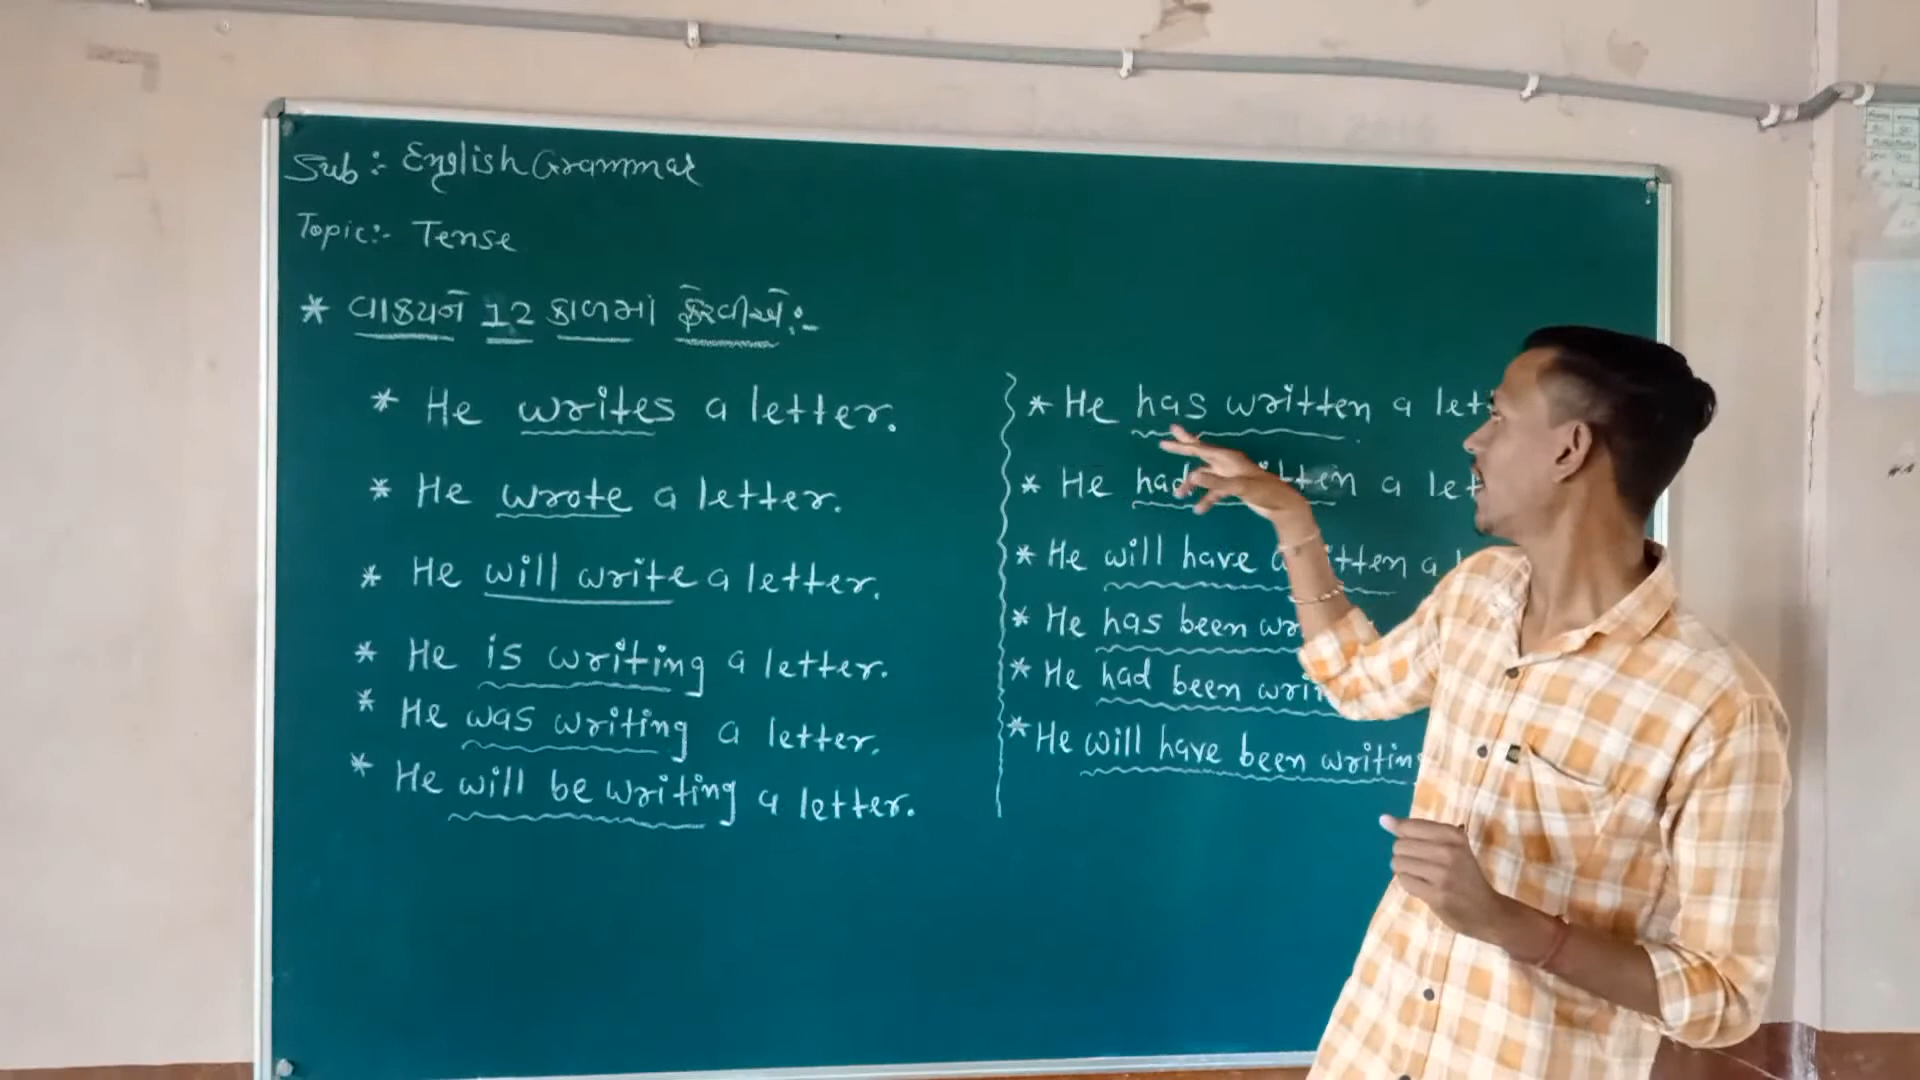 Sub:- English Grammar
Topic:- Tense
* વાક્યને 12 કાળમાં ફેરવીએ:-
* He writes a letter.
* He wrote a letter.
* He will write a letter.
* He is writing a letter.
* He was writing a letter.
* He will be writing a letter.
* He has written a
* He had a
* He will have a
* He has been
* He had been
* He will have been writing